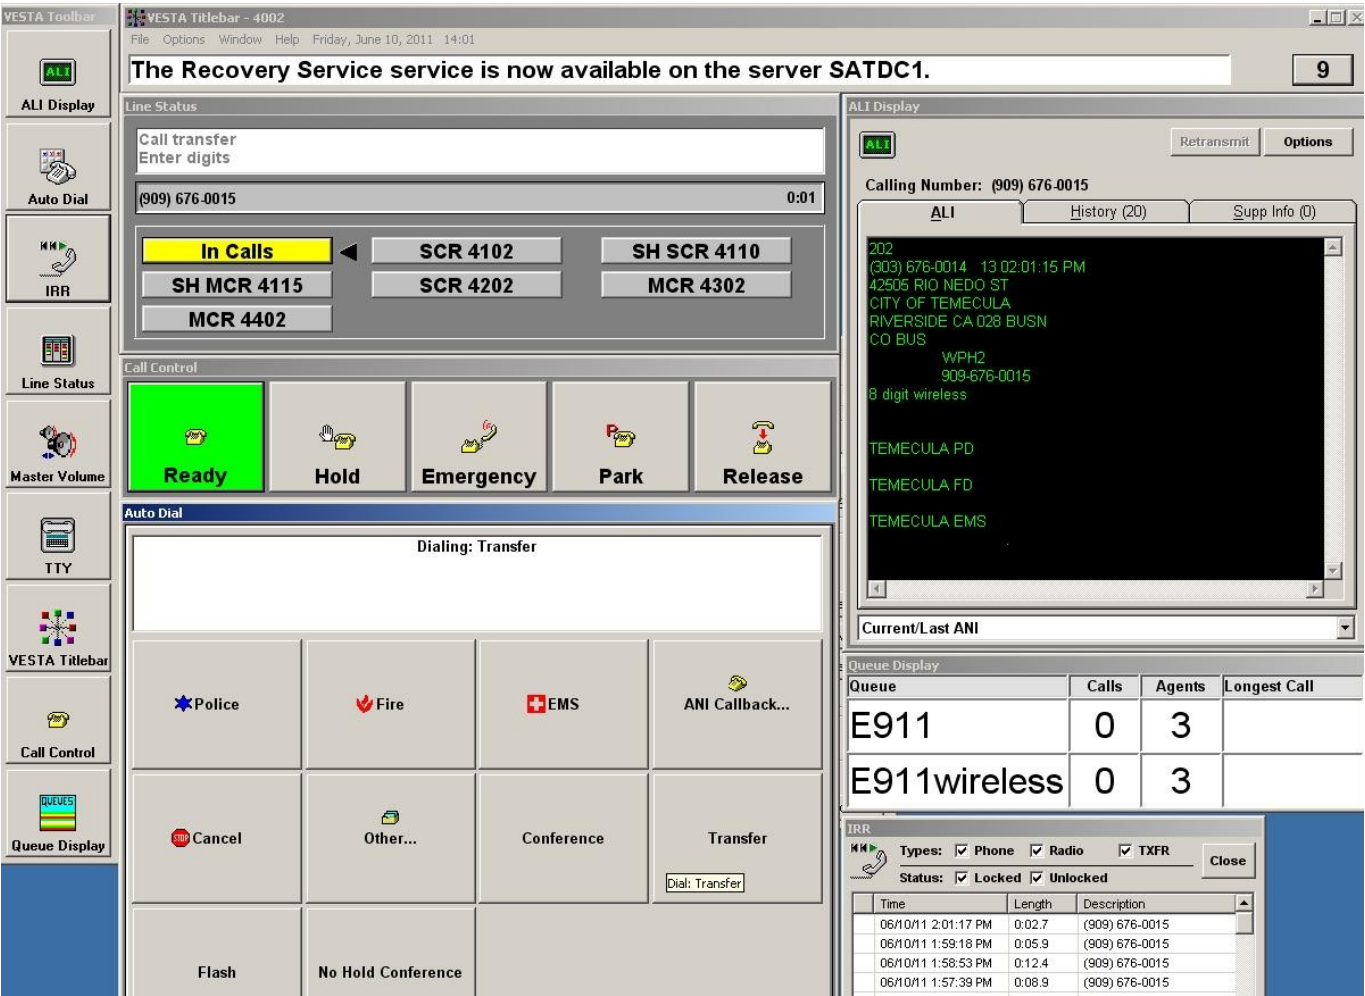 VESTA Toolbar
ALI
ALI Display
Auto Dial
IRR
Line Status
Master Volume
TTY
VESTA Titlebar
Call Control
QUEUES
Queue Display
VESTA Titlebar - 4002
File Options Window Help Friday, June 10, 2011 14:01
The Recovery Service service is now available on the server SATDC1.
9
Line Status
Call transfer
Enter digits
(909) 676-0015 0:01
In Calls SCR 4102 SH SCR 4110
SH MCR 4115 SCR 4202 MCR 4302
MCR 4402
Call Control
P
Ready Hold Emergency Park Release
Auto Dial
Dialing: Transfer
Police Fire EMS ANI Callback...
STOP Cancel Other... Conference Transfer
Dial: Transfer
Flash No Hold Conference
ALI Display
ALI Retransmit Options
Calling Number: (909) 676-0015
ALI History (20) Supp Info (0)
202
(303) 676-0014 13 02:01:15 PM
42505 RIO NEDO ST
CITY OF TEMECULA
RIVERSIDE CA 028 BUSN
CO BUS
WPH2
909-676-0015
8 digit wireless
TEMECULA PD
TEMECULA FD
TEMECULA EMS
Current/Last ANI
Queue Display
Queue Calls Agents Longest Call
E911 0 3
E911wireless 0 3
IRR
Types: Phone Radio TXFR
Close
Status: Locked Unlocked
Time Length Description
06/10/11 2:01:17 PM 0:02.7 (909) 676-0015
06/10/11 1:59:18 PM 0:05.9 (909) 676-0015
06/10/11 1:58:53 PM 0:12.4 (909) 676-0015
06/10/11 1:57:39 PM 0:08.9 (909) 676-0015